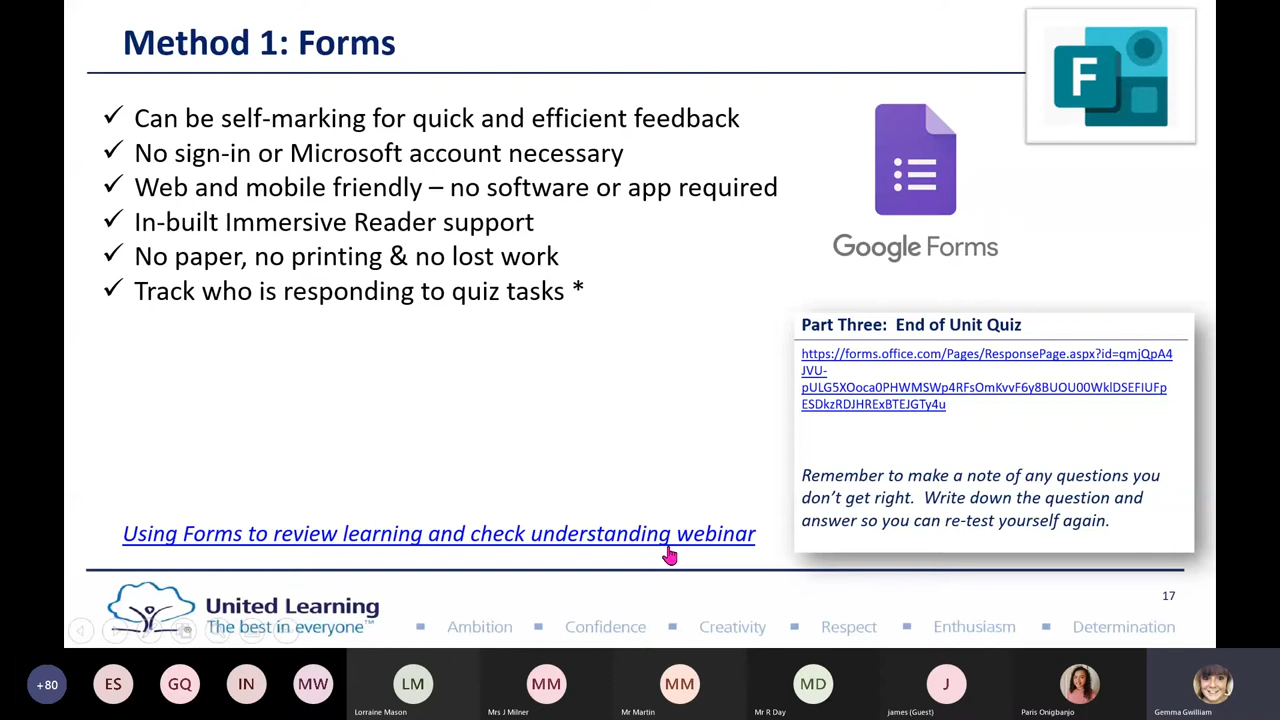 Method 1: Forms
F
✓ Can be self-marking for quick and efficient feedback
✓ No sign-in or Microsoft account necessary
✓ Web and mobile friendly – no software or app required
✓ In-built Immersive Reader support
✓ No paper, no printing & no lost work
✓ Track who is responding to quiz tasks *
Google Forms
Part Three: End of Unit Quiz
https://forms.office.com/Pages/ResponsePage.aspx?id=qmjQpA4
JVU-
pULG5XOoca0PHWMSWp4RFsOmKvvF6y8BUOU00WklDSEFIUFp
ESDkzRDJHRExBTEJGTy4u
Remember to make a note of any questions you
don't get right. Write down the question and
answer so you can re-test yourself again.
Using Forms to review learning and check understanding webinar
17
United Learning
The best in everyone™
Ambition ▪ Confidence ▪ Creativity ▪ Respect ▪ Enthusiasm ▪ Determination
+80 ES GQ IN MW LM MM MM MD J
Lorraine Mason Mrs J Milner Mr Martin Mr R Day james (Guest) Paris Onigbanjo Gemma Gwilliam